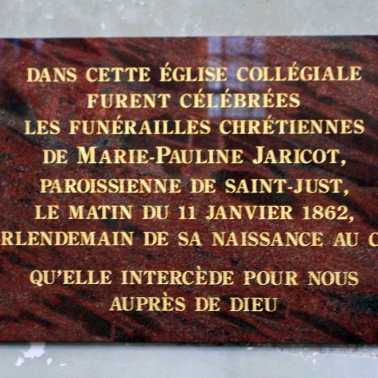 DANS CETTE ÉGLISE COLLÉGIALE
FURENT CÉLÉBRÉES
LES FUNÉRAILLES CHRÉTIENNES
DE MARIE-PAULINE JARICOT,
PAROISSIENNE DE SAINT-JUST,
LE MATIN DU 11 JANVIER 1862,
DE SA NAISSANCE AU
QU'ELLE INTERCÈDE POUR NOUS
AUPRÈS DE DIEU